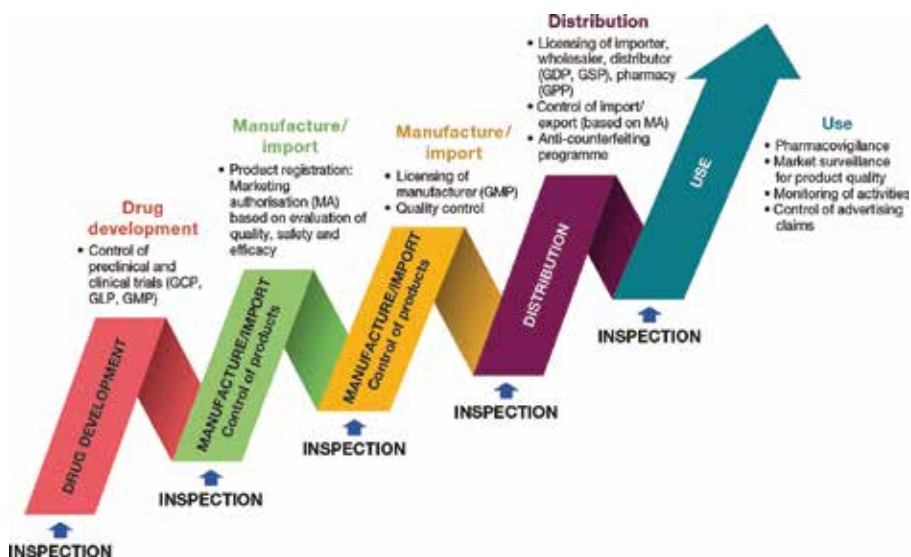 Drug
development
• Control of
preclinical and
clinical trials (GCP,
GLP, GMP)
DRUG DEVELOPMENT
INSPECTION
Manufacture/
import
• Product registration:
Marketing
authorisation (MA)
based on evaluation of
quality, safety and
efficacy
MANUFACTURE/IMPORT
Control of products
INSPECTION
Manufacture/
import
• Licensing of
manufacturer (GMP)
• Quality control
MANUFACTURE/IMPORT
Control of products
INSPECTION
Distribution
• Licensing of importer,
wholesaler, distributor
(GDP, GSP), pharmacy
(GPP)
• Control of import/
export (based on MA)
• Anti-counterfeiting
programme
DISTRIBUTION
INSPECTION
Use
• Pharmacovigilance
• Market surveillance
for product quality
• Monitoring of activities
• Control of advertising
claims
USE
INSPECTION